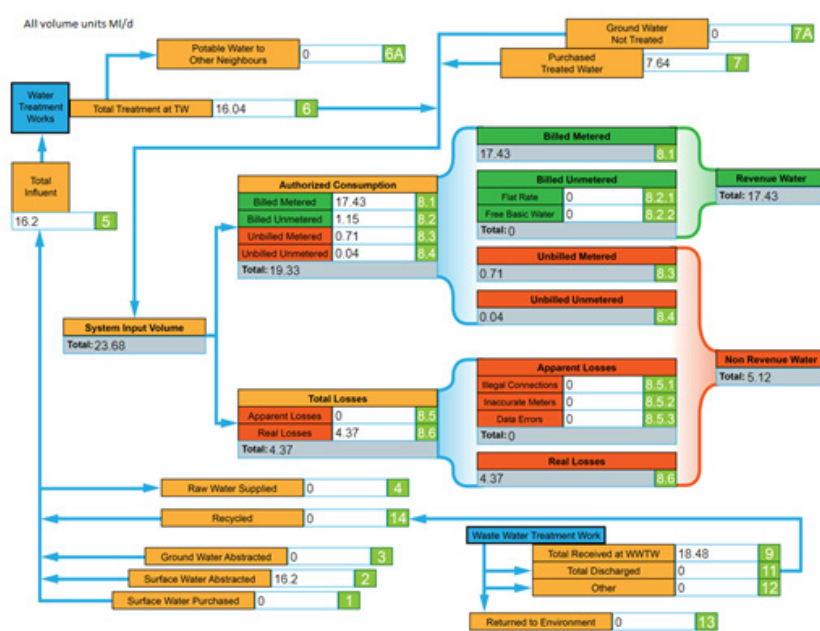 All volume units Ml/d
Potable Water to
Other Neighbours
0
6A
Ground Water
Not Treated
0
7A
Purchased
Treated Water
7.64
7
Water
Treatment
Works
Total Treatment at TW
16.04
6
Total
Influent
16.2
5
Authorized Consumption
Billed Metered 17.43 8.1
Billed Unmetered 1.15 8.2
Unbilled Metered 0.71 8.3
Unbilled Unmetered 0.04 8.4
Total: 19.33
Billed Metered
17.43 8.1
Billed Unmetered
Flat Rate 0 8.2.1
Free Basic Water 0 8.2.2
Total: 0
Revenue Water
Total: 17.43
Unbilled Metered
0.71 8.3
Unbilled Unmetered
0.04 8.4
System Input Volume
Total: 23.68
Non Revenue Water
Total: 5.12
Total Losses
Apparent Losses 0 8.5
Real Losses 4.37 8.6
Total: 4.37
Apparent Losses
Illegal Connections 0 8.5.1
Inaccurate Meters 0 8.5.2
Data Errors 0 8.5.3
Total: 0
Real Losses
4.37 8.6
Raw Water Supplied 0 4
Recycled 0 14
Ground Water Abstracted 0 3
Surface Water Abstracted 16.2 2
Surface Water Purchased 0 1
Waste Water Treatment Work
Total Received at WWTW 18.48 9
Total Discharged 0 11
Other 0 12
Returned to Environment 0 13